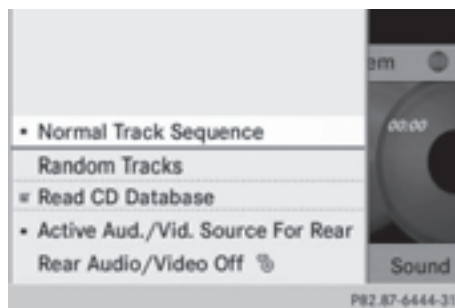 em
00:00
• Normal Track Sequence
Random Tracks
Read CD Database
• Active Aud./Vid. Source For Rear
Rear Audio/Video Off
Sound
P82.87-6444-31